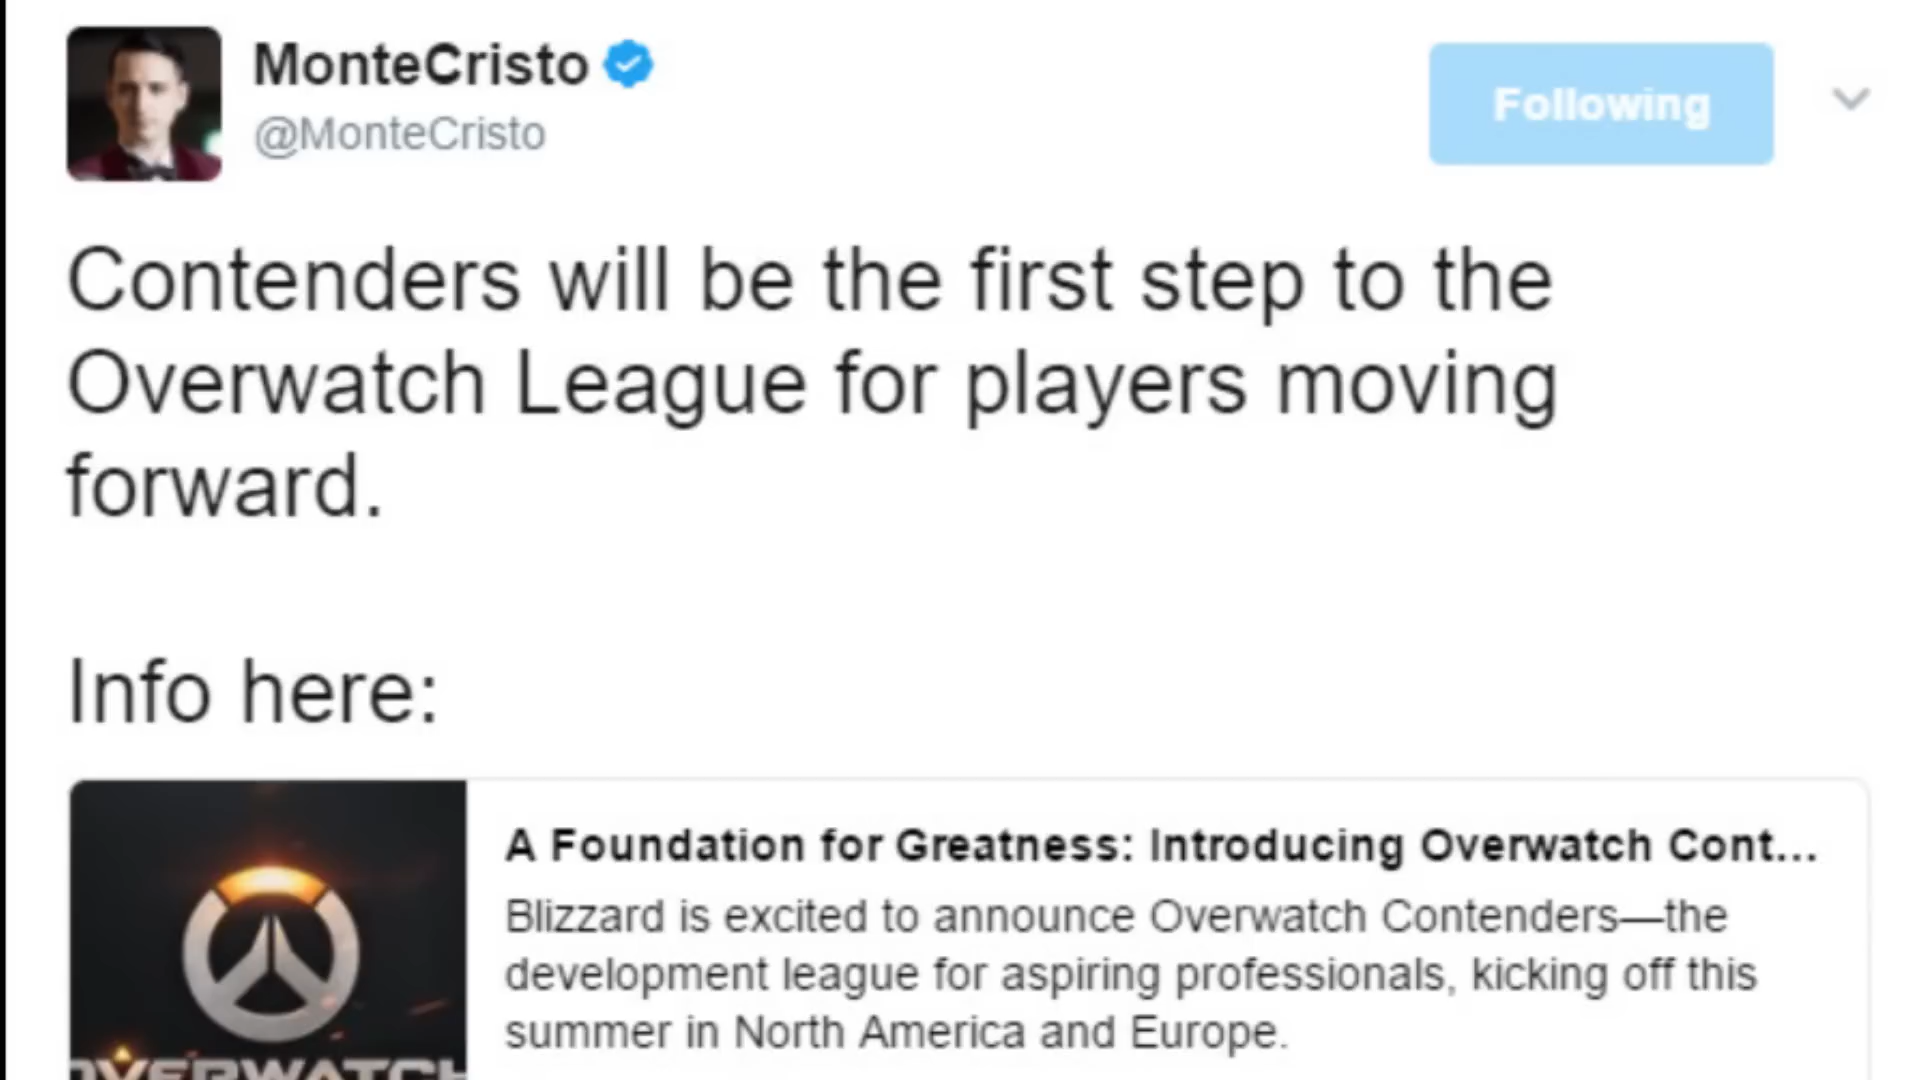 MonteCristo
@MonteCristo
Following
Contenders will be the first step to the
Overwatch League for players moving
forward.
Info here:
A Foundation for Greatness: Introducing Overwatch Cont...
Blizzard is excited to announce Overwatch Contenders—the
development league for aspiring professionals, kicking off this
summer in North America and Europe.
OVERWATCH